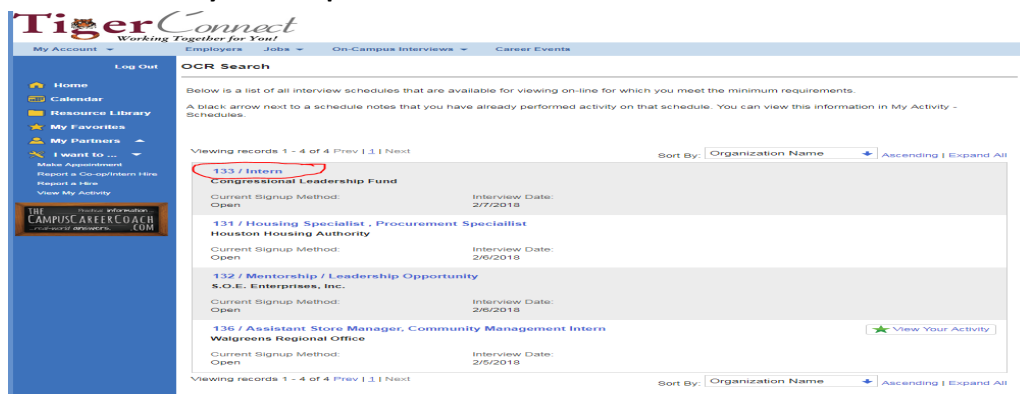 TigerConnect
Working Together for You!
My Account Employers Jobs On-Campus Interviews Career Events
Log Out
OCR Search
Home
Calendar
Resource Library
My Favorites
My Partners
I want to ...
Make Appointment
Report a Co-op/Intern Hire
Report a Hire
View My Activity
THE
CAMPUSCAREERCOACH
.COM
Below is a list of all interview schedules that are available for viewing on-line for which you meet the minimum requirements.
A black arrow next to a schedule notes that you have already performed activity on that schedule. You can view this information in My Activity -
Schedules.
Viewing records 1 - 4 of 4 Prev | 1 | Next
Sort By: Organization Name Ascending | Expand All
133 / Intern
Congressional Leadership Fund
Current Signup Method: Interview Date:
Open 2/7/2018
131 / Housing Specialist , Procurement Speciailist
Houston Housing Authority
Current Signup Method: Interview Date:
Open 2/6/2018
132 / Mentorship / Leadership Opportunity
S.O.E. Enterprises, Inc.
Current Signup Method: Interview Date:
Open 2/6/2018
136 / Assistant Store Manager, Community Management Intern
View Your Activity
Walgreens Regional Office
Current Signup Method: Interview Date:
Open 2/5/2018
Viewing records 1 - 4 of 4 Prev | 1 | Next
Sort By: Organization Name Ascending | Expand All